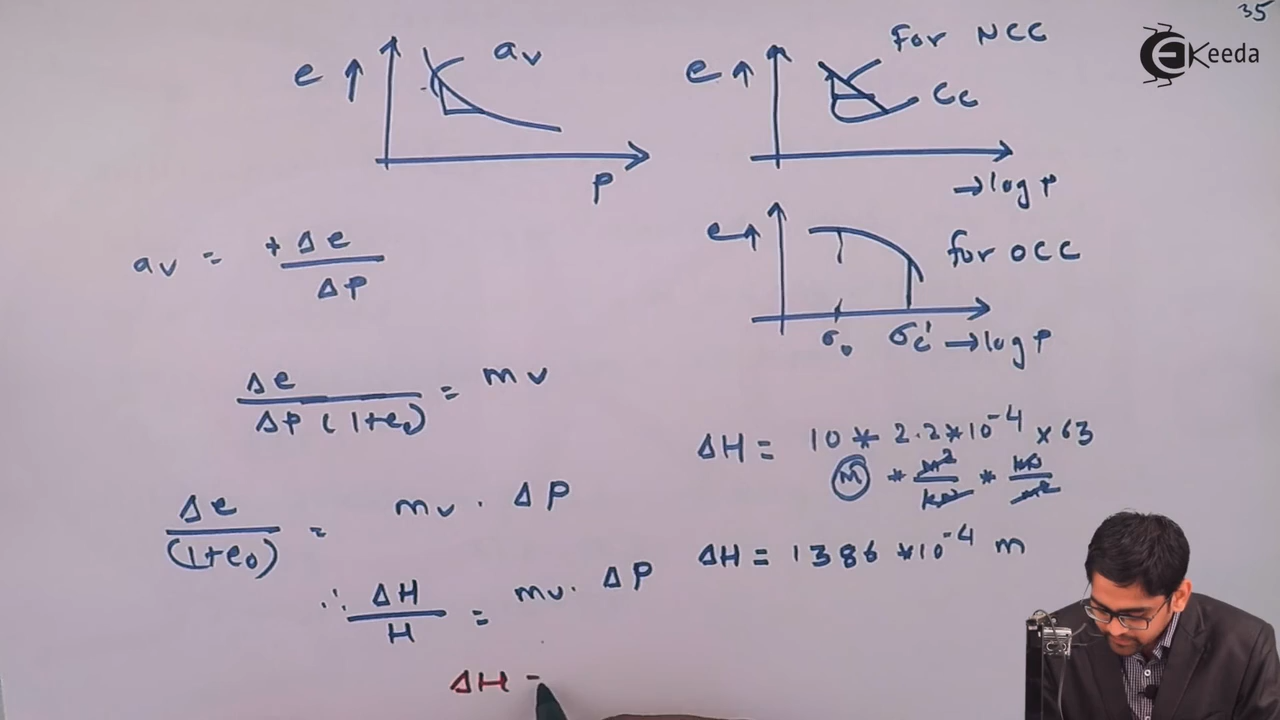 35
EKeeda
e ↑
av
P
e ↑
For NCC
Cc
→ log P
av = + Δe / ΔP
e ↑
for OCC
σ₀
σc'
→ log P
Δe / ΔP (1+e₀) = mv
Δe / (1+e₀) = mv · ΔP
∴ ΔH / H = mv · ΔP
ΔH =
ΔH = 10 * 2.2*10⁻⁴ × 63
m * m²/kN * kN/m²
ΔH = 1386 *10⁻⁴ m